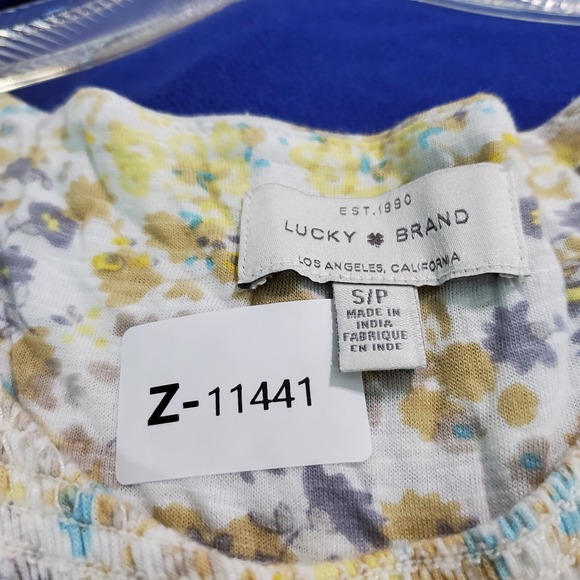 EST.1990
LUCKY BRAND
LOS ANGELES, CALIFORNIA
S/P
MADE IN
INDIA
FABRIQUE
EN INDE
Z-11441